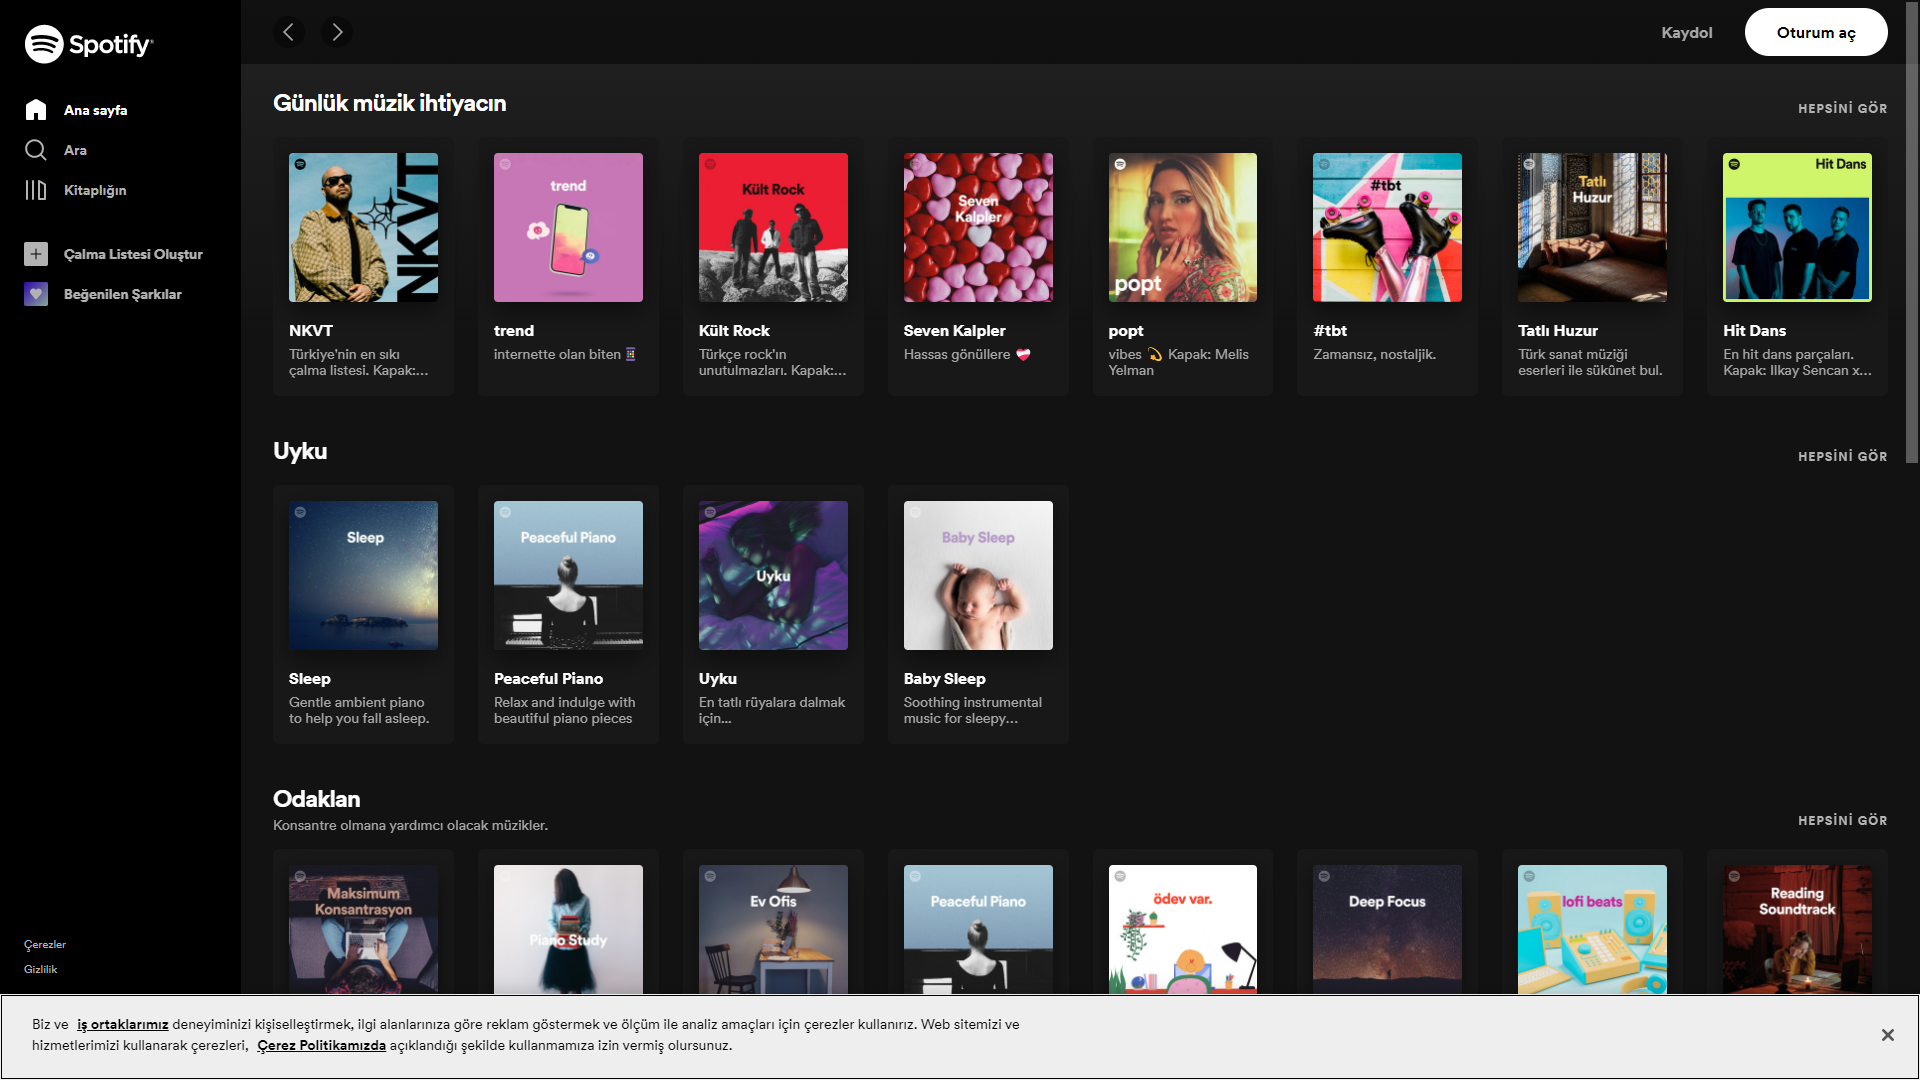 Spotify
Ana sayfa
Ara
Kitaplığın
Çalma Listesi Oluştur
Beğenilen Şarkılar
Çerezler
Gizlilik
Kaydol
Oturum aç
Günlük müzik ihtiyacın
HEPSİNİ GÖR
NKVT
trend
Kült Rock
Seven
Kalpler
popt
#tbt
Tatlı
Huzur
Hit Dans
NKVT
Türkiye'nin en sıkı
çalma listesi. Kapak:...
trend
internette olan biten
Kült Rock
Türkçe rock'ın
unutulmazları. Kapak:...
Seven Kalpler
Hassas gönüllere 💝
popt
vibes 💫 Kapak: Melis
Yelman
#tbt
Zamansız, nostaljik.
Tatlı Huzur
Türk sanat müziği
eserleri ile sükûnet bul.
Hit Dans
En hit dans parçaları.
Kapak: Ilkay Sencan x...
Uyku
HEPSİNİ GÖR
Sleep
Peaceful Piano
Uyku
Baby Sleep
Sleep
Gentle ambient piano
to help you fall asleep.
Peaceful Piano
Relax and indulge with
beautiful piano pieces
Uyku
En tatlı rüyalara dalmak
için...
Baby Sleep
Soothing instrumental
music for sleepy...
Odaklan
Konsantre olmana yardımcı olacak müzikler.
HEPSİNİ GÖR
Maksimum
Konsantrasyon
Piano Study
Ev Ofis
Peaceful Piano
ödev var.
Deep Focus
lofi beats
Reading
Soundtrack
Biz ve iş ortaklarımız deneyiminizi kişiselleştirmek, ilgi alanlarınıza göre reklam göstermek ve ölçüm ile analiz amaçları için çerezler kullanırız. Web sitemizi ve
hizmetlerimizi kullanarak çerezleri, Çerez Politikamızda açıklandığı şekilde kullanmamıza izin vermiş olursunuz.